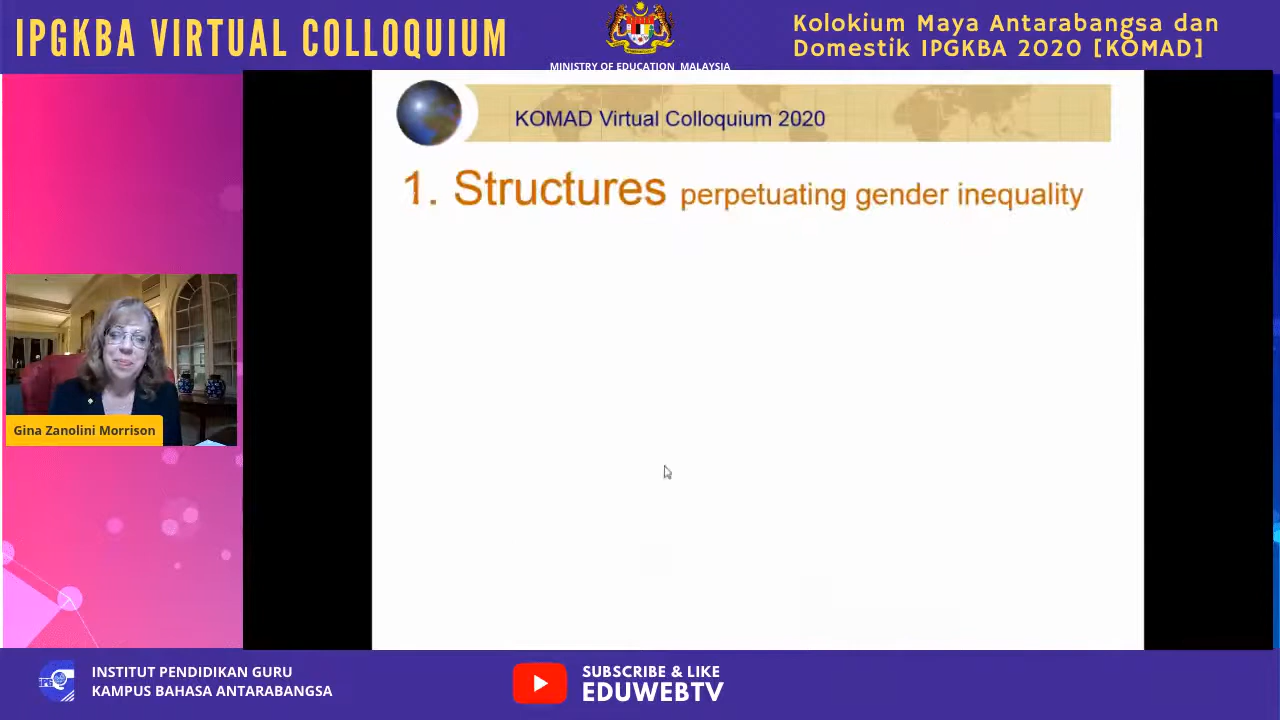 IPGKBA VIRTUAL COLLOQUIUM
MINISTRY OF EDUCATION MALAYSIA
Kolokium Maya Antarabangsa dan
Domestik IPGKBA 2020 [KOMAD]
KOMAD Virtual Colloquium 2020
1. Structures perpetuating gender inequality
Gina Zanolini Morrison
INSTITUT PENDIDIKAN GURU
KAMPUS BAHASA ANTARABANGSA
SUBSCRIBE & LIKE
EDUWEBTV